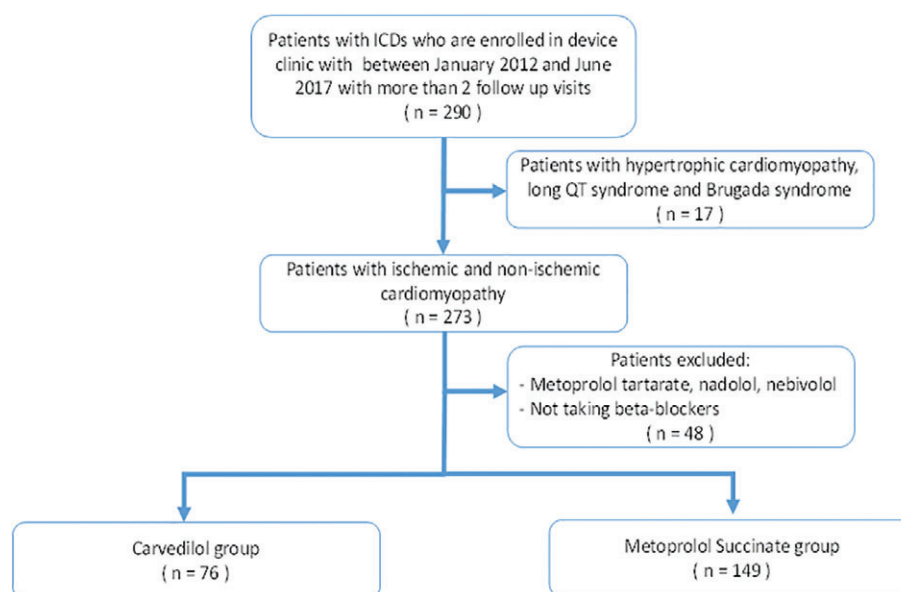 Patients with ICDs who are enrolled in device
clinic with between January 2012 and June
2017 with more than 2 follow up visits
( n = 290 )
Patients with hypertrophic cardiomyopathy,
long QT syndrome and Brugada syndrome
( n = 17 )
Patients with ischemic and non-ischemic
cardiomyopathy
( n = 273 )
Patients excluded:
- Metoprolol tartarate, nadolol, nebivolol
- Not taking beta-blockers
( n = 48 )
Carvedilol group
( n = 76 )
Metoprolol Succinate group
( n = 149 )